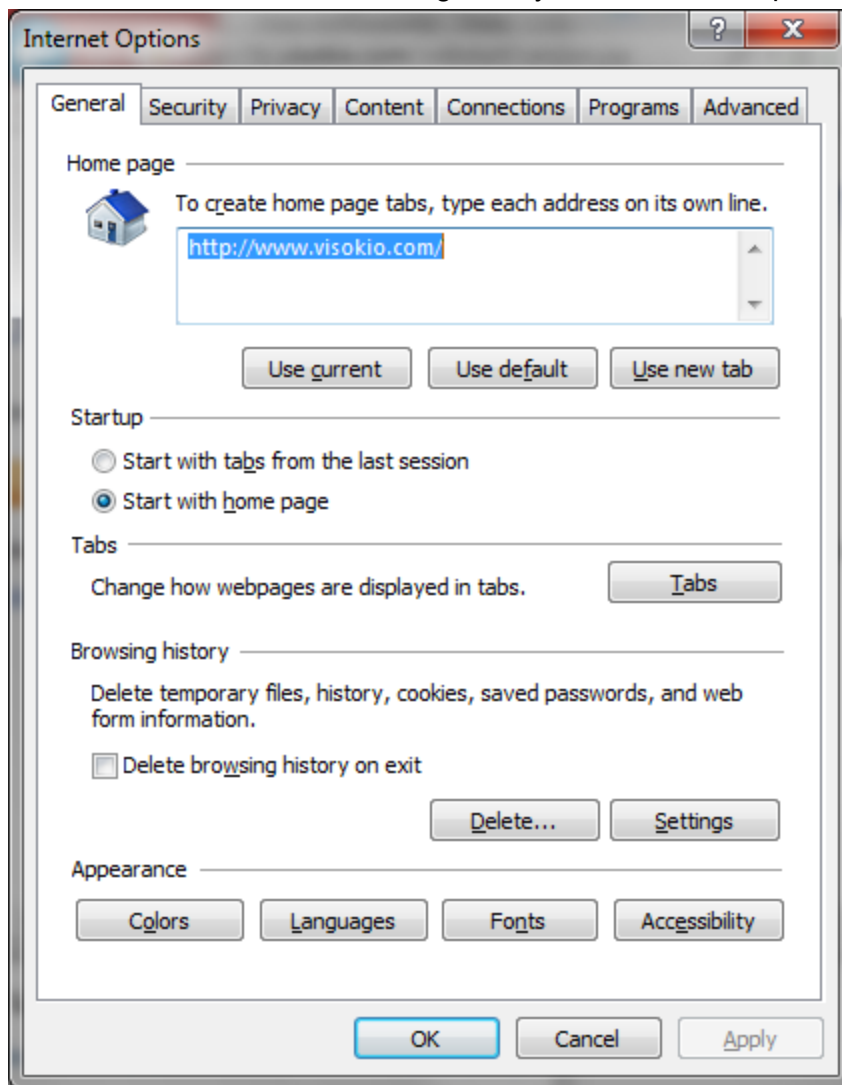 Internet Options
General Security Privacy Content Connections Programs Advanced
Home page
To create home page tabs, type each address on its own line.
http://www.visokio.com/
Use current Use default Use new tab
Startup
Start with tabs from the last session
Start with home page
Tabs
Change how webpages are displayed in tabs. Tabs
Browsing history
Delete temporary files, history, cookies, saved passwords, and web
form information.
Delete browsing history on exit
Delete... Settings
Appearance
Colors Languages Fonts Accessibility
OK Cancel Apply